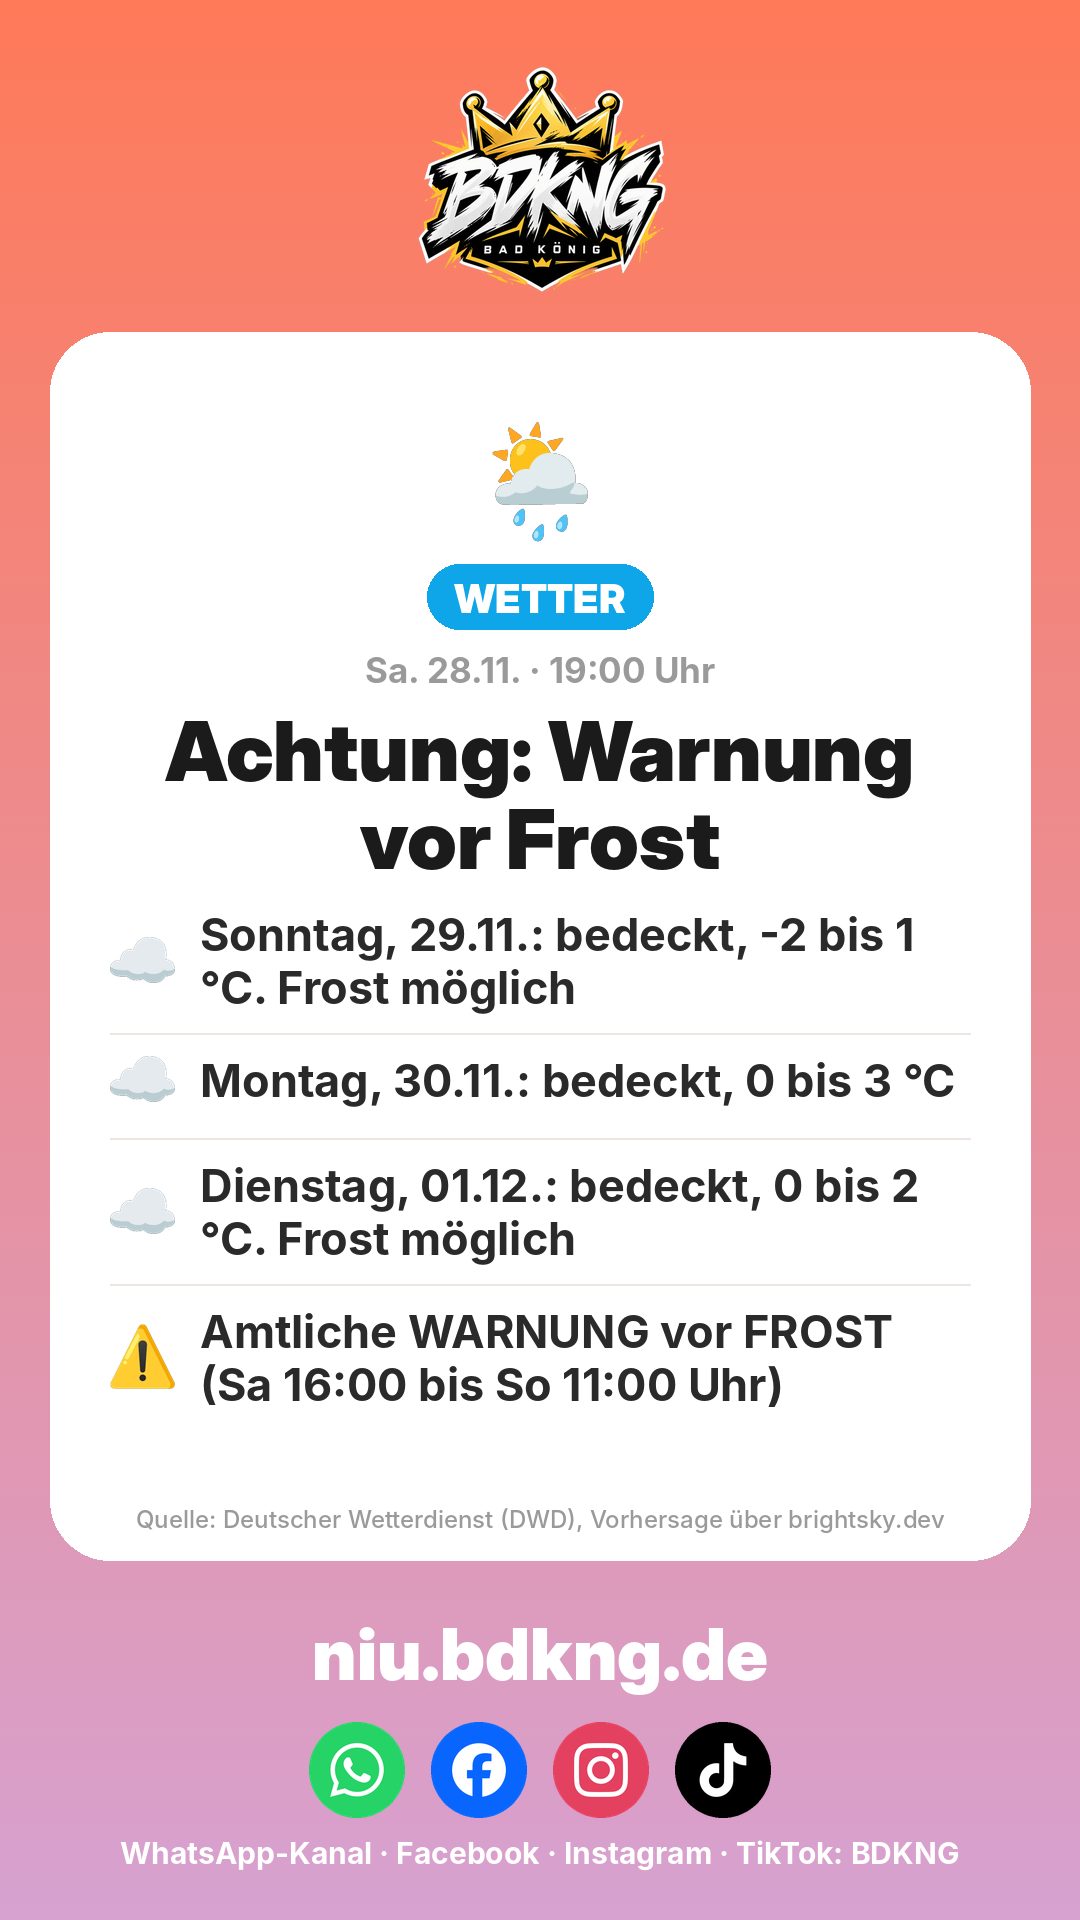 BDKNG
BAD KÖNIG
WETTER
Sa. 28.11. · 19:00 Uhr
Achtung: Warnung
vor Frost
Sonntag, 29.11.: bedeckt, -2 bis 1
°C. Frost möglich
Montag, 30.11.: bedeckt, 0 bis 3 °C
Dienstag, 01.12.: bedeckt, 0 bis 2
°C. Frost möglich
Amtliche WARNUNG vor FROST
(Sa 16:00 bis So 11:00 Uhr)
Quelle: Deutscher Wetterdienst (DWD), Vorhersage über brightsky.dev
niu.bdkng.de
WhatsApp-Kanal · Facebook · Instagram · TikTok: BDKNG